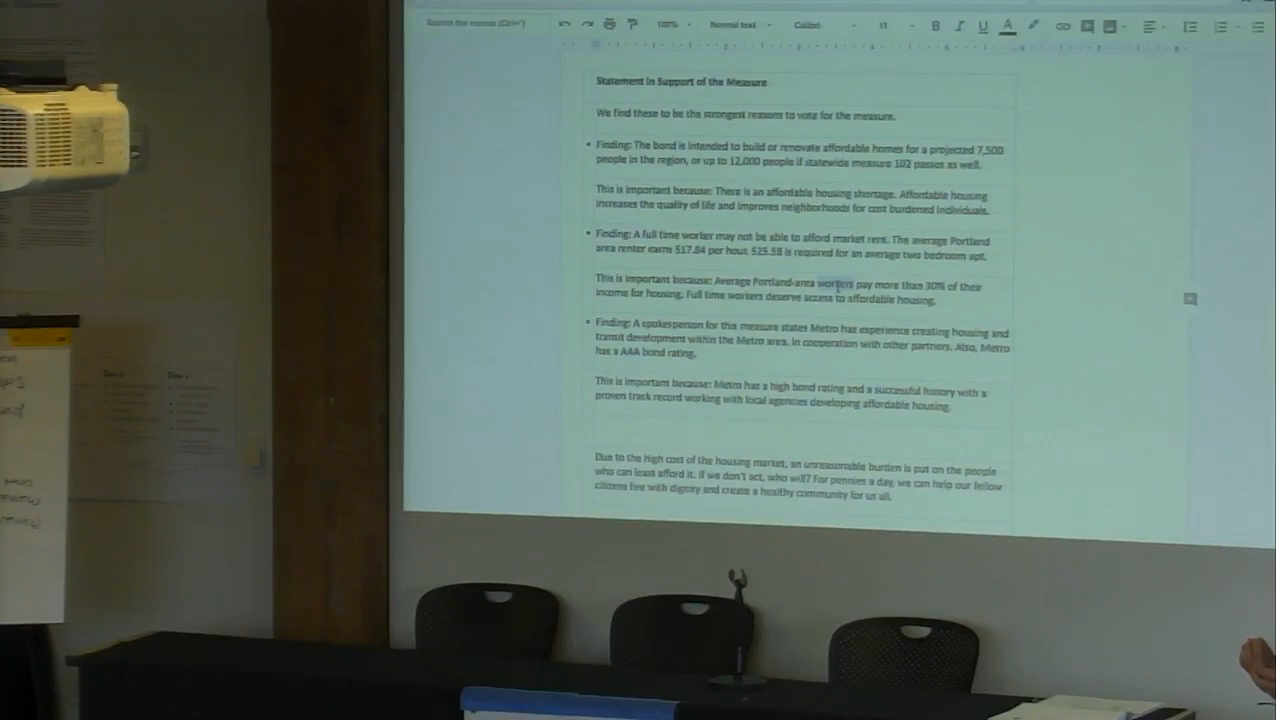 100%
Normal text
Calibri
11
B I U A
Statement in Support of the Measure
We find these to be the strongest reasons to vote for the measure.
• Finding: The bond is intended to build or renovate affordable homes for a projected 7,500
people in the region, or up to 12,000 people if statewide measure 102 passes as well.
This is important because: There is an affordable housing shortage. Affordable housing
increases the quality of life and improves neighborhoods for cost burdened individuals.
• Finding: A full time worker may not be able to afford market rent. The average Portland
area renter earns $17.84 per hour. $25.58 is required for an average two bedroom apt.
This is important because: Average Portland-area workers pay more than 30% of their
income for housing. Full time workers deserve access to affordable housing.
• Finding: A spokesperson for this measure states Metro has experience creating housing and
transit development within the Metro area, in cooperation with other partners. Also, Metro
has a AAA bond rating.
This is important because: Metro has a high bond rating and a successful history with a
proven track record working with local agencies developing affordable housing.
Due to the high cost of the housing market, an unreasonable burden is put on the people
who can least afford it. If we don't act, who will? For pennies a day, we can help our fellow
citizens live with dignity and create a healthy community for us all.